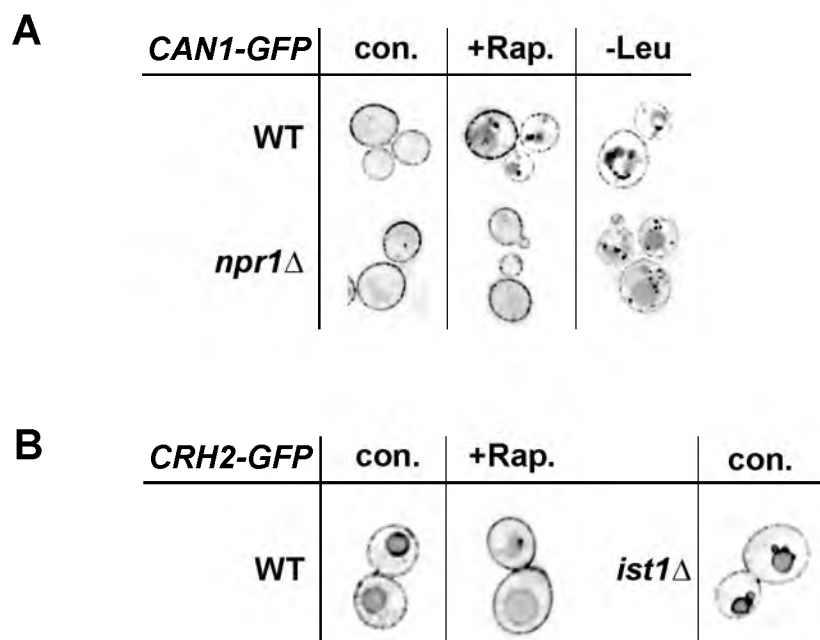 A
CAN1-GFP con. +Rap. -Leu
WT
npr1Δ
B
CRH2-GFP con. +Rap. con.
WT ist1Δ